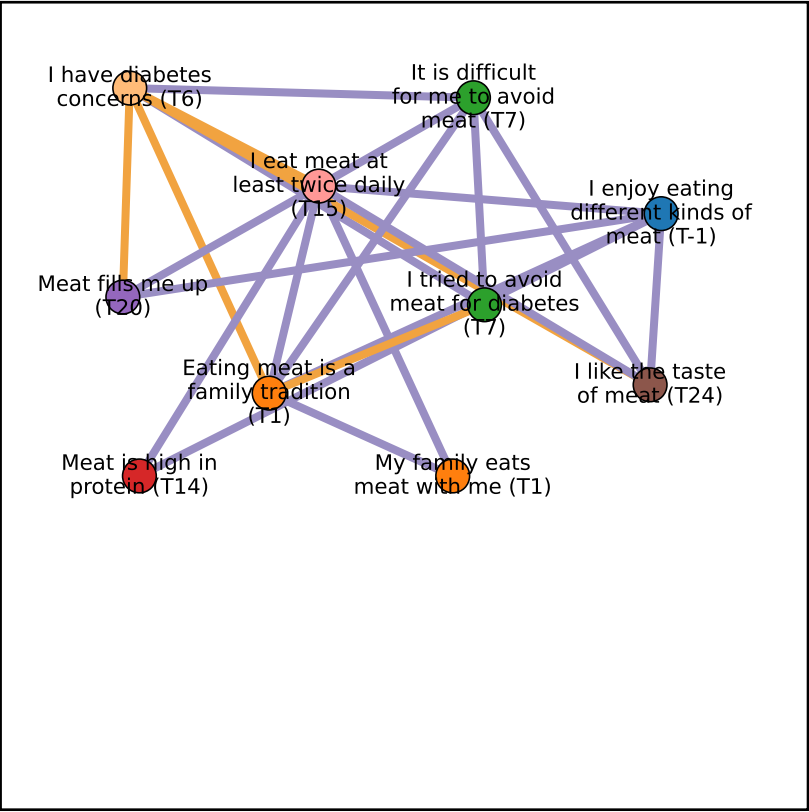 I have diabetes
concerns (T6)
It is difficult
for me to avoid
meat (T7)
I eat meat at
least twice daily
(T15)
I enjoy eating
different kinds of
meat (T-1)
Meat fills me up
(T20)
I tried to avoid
meat for diabetes
(T7)
Eating meat is a
family tradition
(T1)
I like the taste
of meat (T24)
Meat is high in
protein (T14)
My family eats
meat with me (T1)